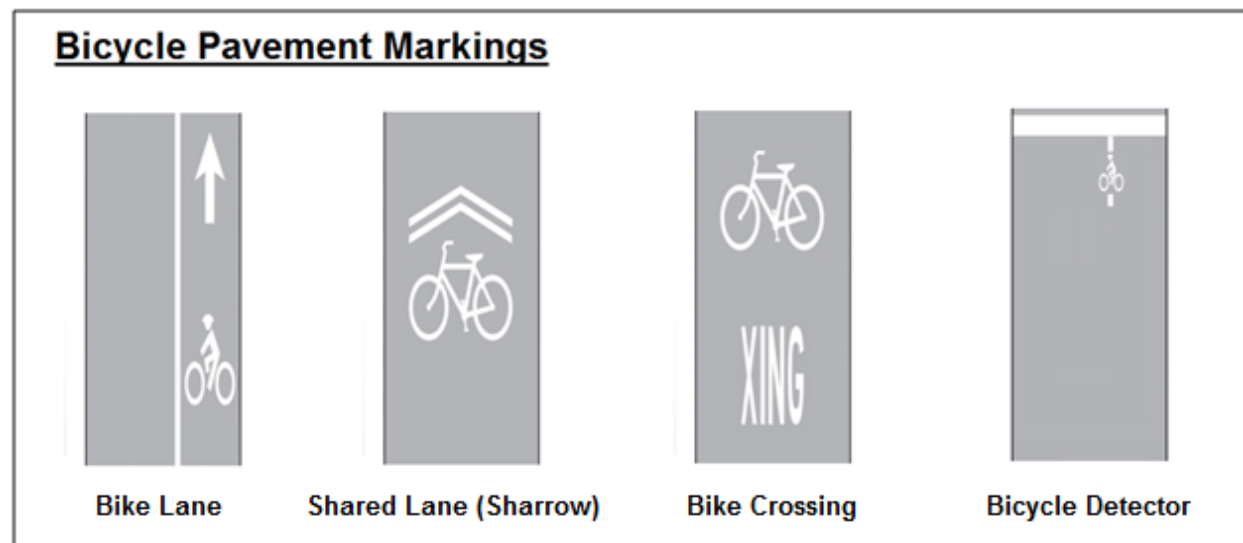 Bicycle Pavement Markings
XING
Bike Lane
Shared Lane (Sharrow)
Bike Crossing
Bicycle Detector